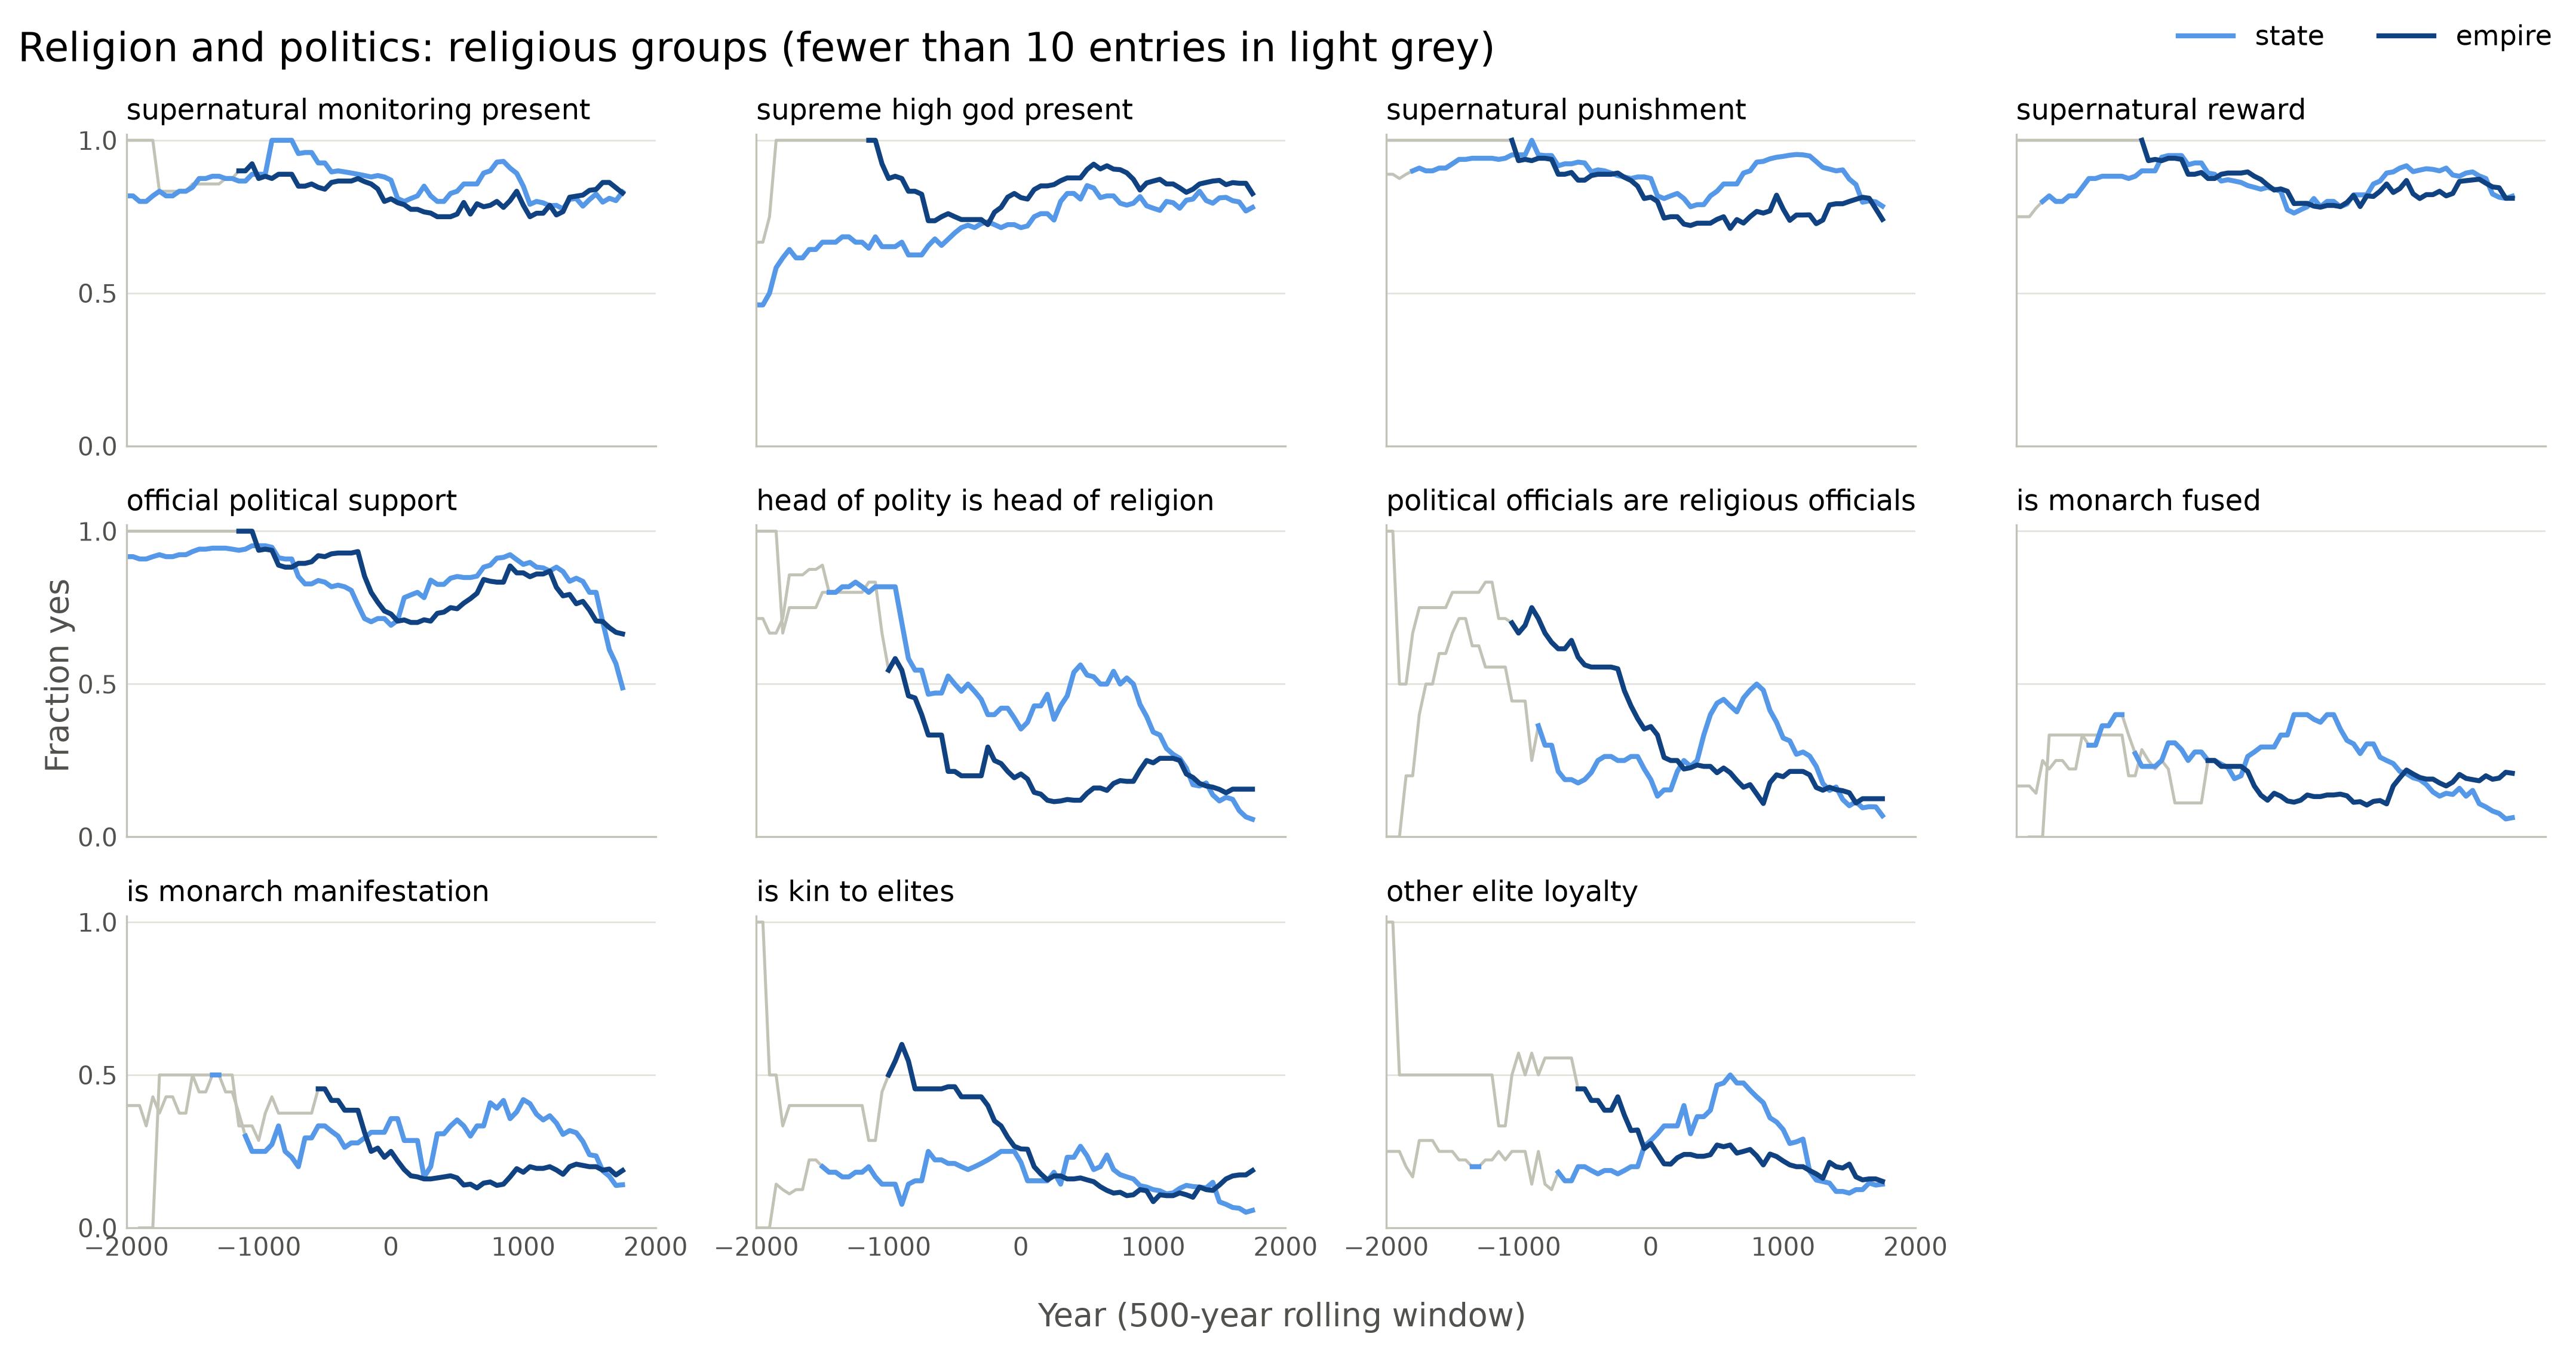 Religion and politics: religious groups (fewer than 10 entries in light grey)
state empire
supernatural monitoring present
supreme high god present
supernatural punishment
supernatural reward
1.0
0.5
0.0
official political support
head of polity is head of religion
political officials are religious officials
is monarch fused
1.0
0.5
0.0
Fraction yes
is monarch manifestation
is kin to elites
other elite loyalty
1.0
0.5
0.0
−2000 −1000 0 1000 2000
−2000 −1000 0 1000 2000
−2000 −1000 0 1000 2000
Year (500-year rolling window)